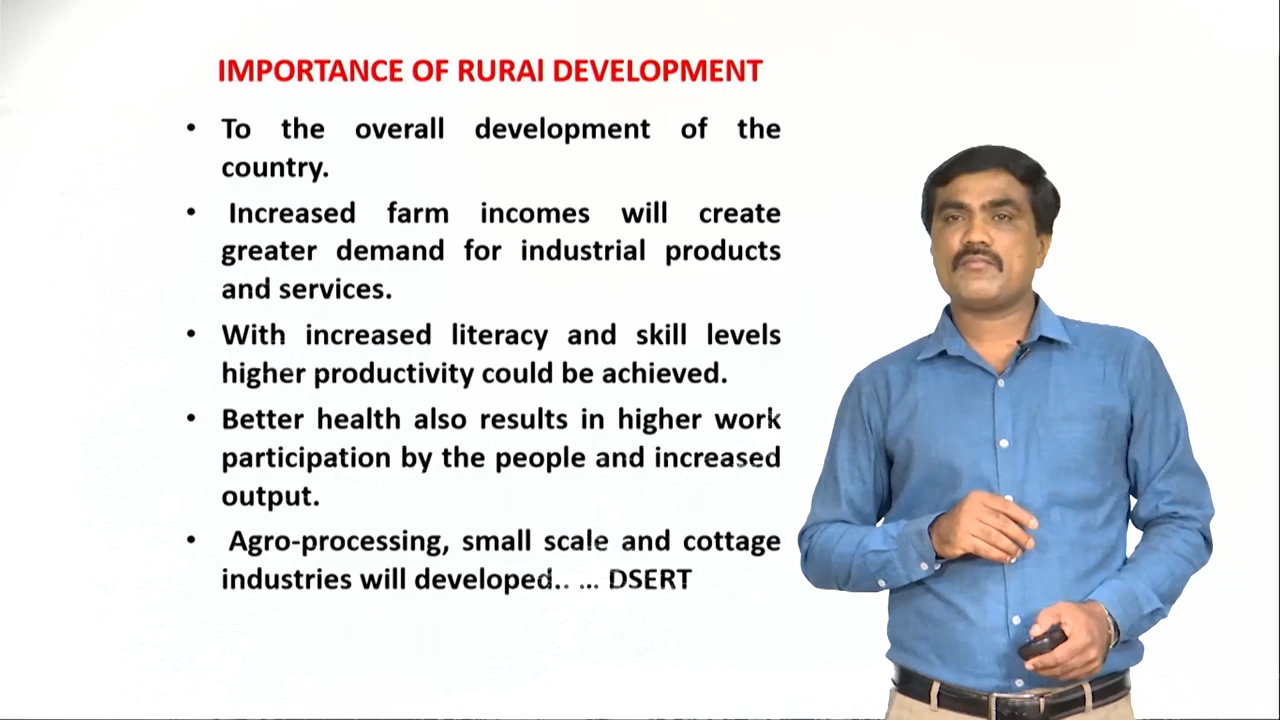 IMPORTANCE OF RURAl DEVELOPMENT
• To the overall development of the
country.
• Increased farm incomes will create
greater demand for industrial products
and services.
• With increased literacy and skill levels
higher productivity could be achieved.
• Better health also results in higher work
participation by the people and increased
output.
• Agro-processing, small scale and cottage
industries will developed.. ... DSERT